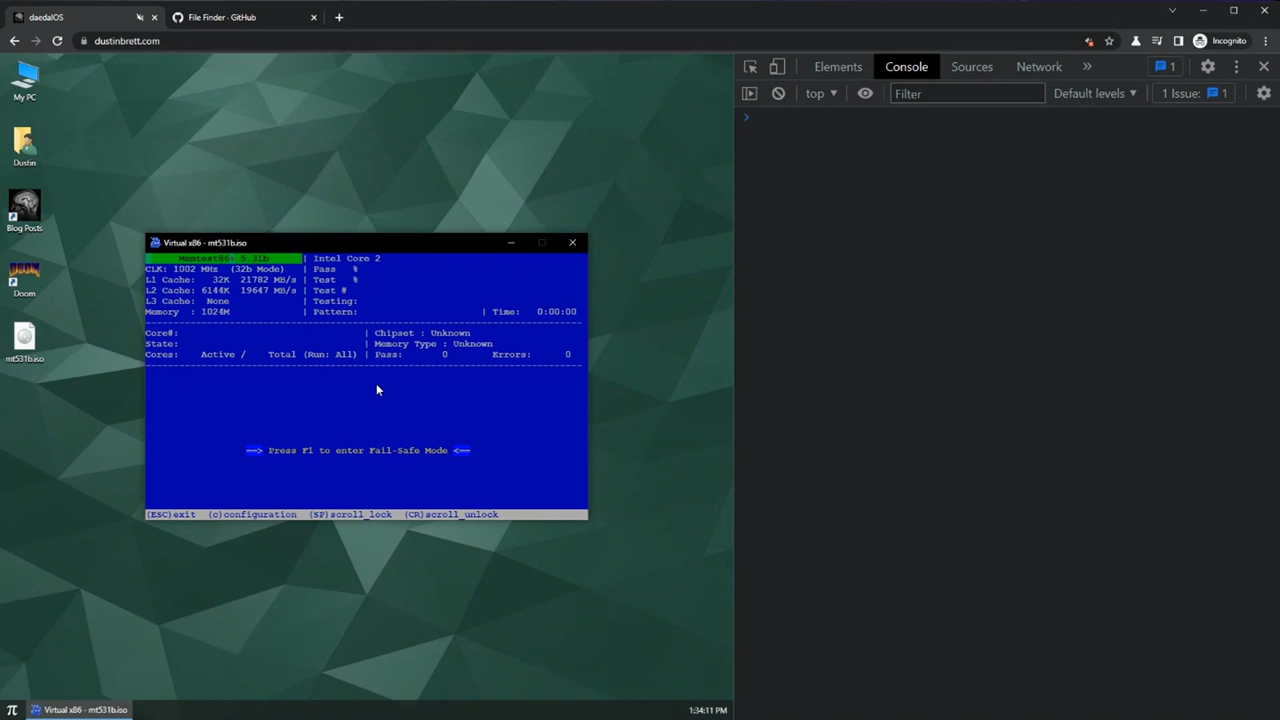 daedalOS
File Finder · GitHub
dustinbrett.com
Incognito
My PC
Dustin
Blog Posts
Doom
mt531b.iso
Virtual x86 - mt531b.iso
Memtest86+ 5.31b | Intel Core 2
CLK: 1002 MHz (32b Mode) | Pass %
L1 Cache: 32K 21782 MB/s | Test %
L2 Cache: 6144K 19647 MB/s | Test #
L3 Cache: None | Testing:
Memory : 1024M | Pattern: | Time: 0:00:00
Core#: | Chipset : Unknown
State: | Memory Type : Unknown
Cores: Active / Total (Run: All) | Pass: 0 Errors: 0
==> Press F1 to enter Fail-Safe Mode <==
(ESC)exit (c)configuration (SP)scroll_lock (CR)scroll_unlock
Virtual x86 - mt531b.iso
1:34:11 PM
Elements Console Sources Network » 1
top Filter Default levels 1 Issue: 1